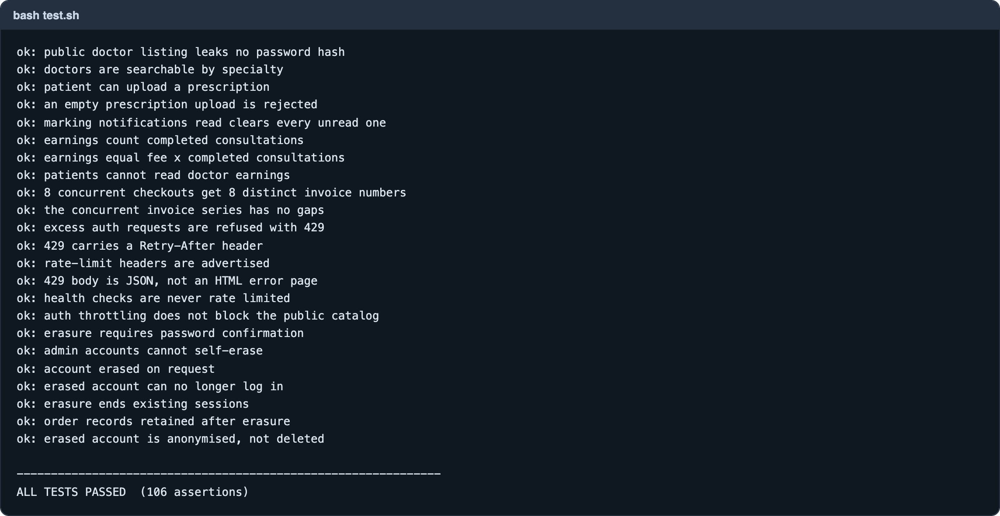 bash test.sh
ok: public doctor listing leaks no password hash
ok: doctors are searchable by specialty
ok: patient can upload a prescription
ok: an empty prescription upload is rejected
ok: marking notifications read clears every unread one
ok: earnings count completed consultations
ok: earnings equal fee x completed consultations
ok: patients cannot read doctor earnings
ok: 8 concurrent checkouts get 8 distinct invoice numbers
ok: the concurrent invoice series has no gaps
ok: excess auth requests are refused with 429
ok: 429 carries a Retry-After header
ok: rate-limit headers are advertised
ok: 429 body is JSON, not an HTML error page
ok: health checks are never rate limited
ok: auth throttling does not block the public catalog
ok: erasure requires password confirmation
ok: admin accounts cannot self-erase
ok: account erased on request
ok: erased account can no longer log in
ok: erasure ends existing sessions
ok: order records retained after erasure
ok: erased account is anonymised, not deleted
--------------------------------------------------------------
ALL TESTS PASSED  (106 assertions)